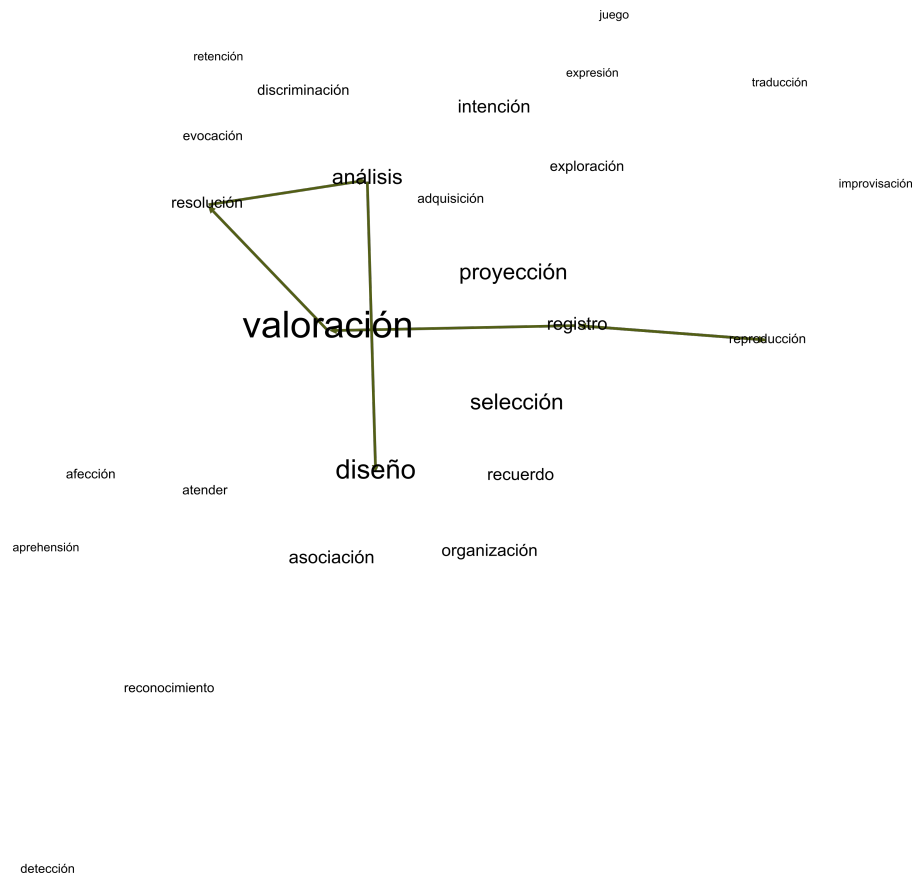 juego
retención
expresión
traducción
discriminación
intención
evocación
exploración
análisis
improvisación
adquisición
resolución
proyección
valoración
registro
reproducción
selección
diseño
afección
recuerdo
atender
aprehensión
organización
asociación
reconocimiento
detección